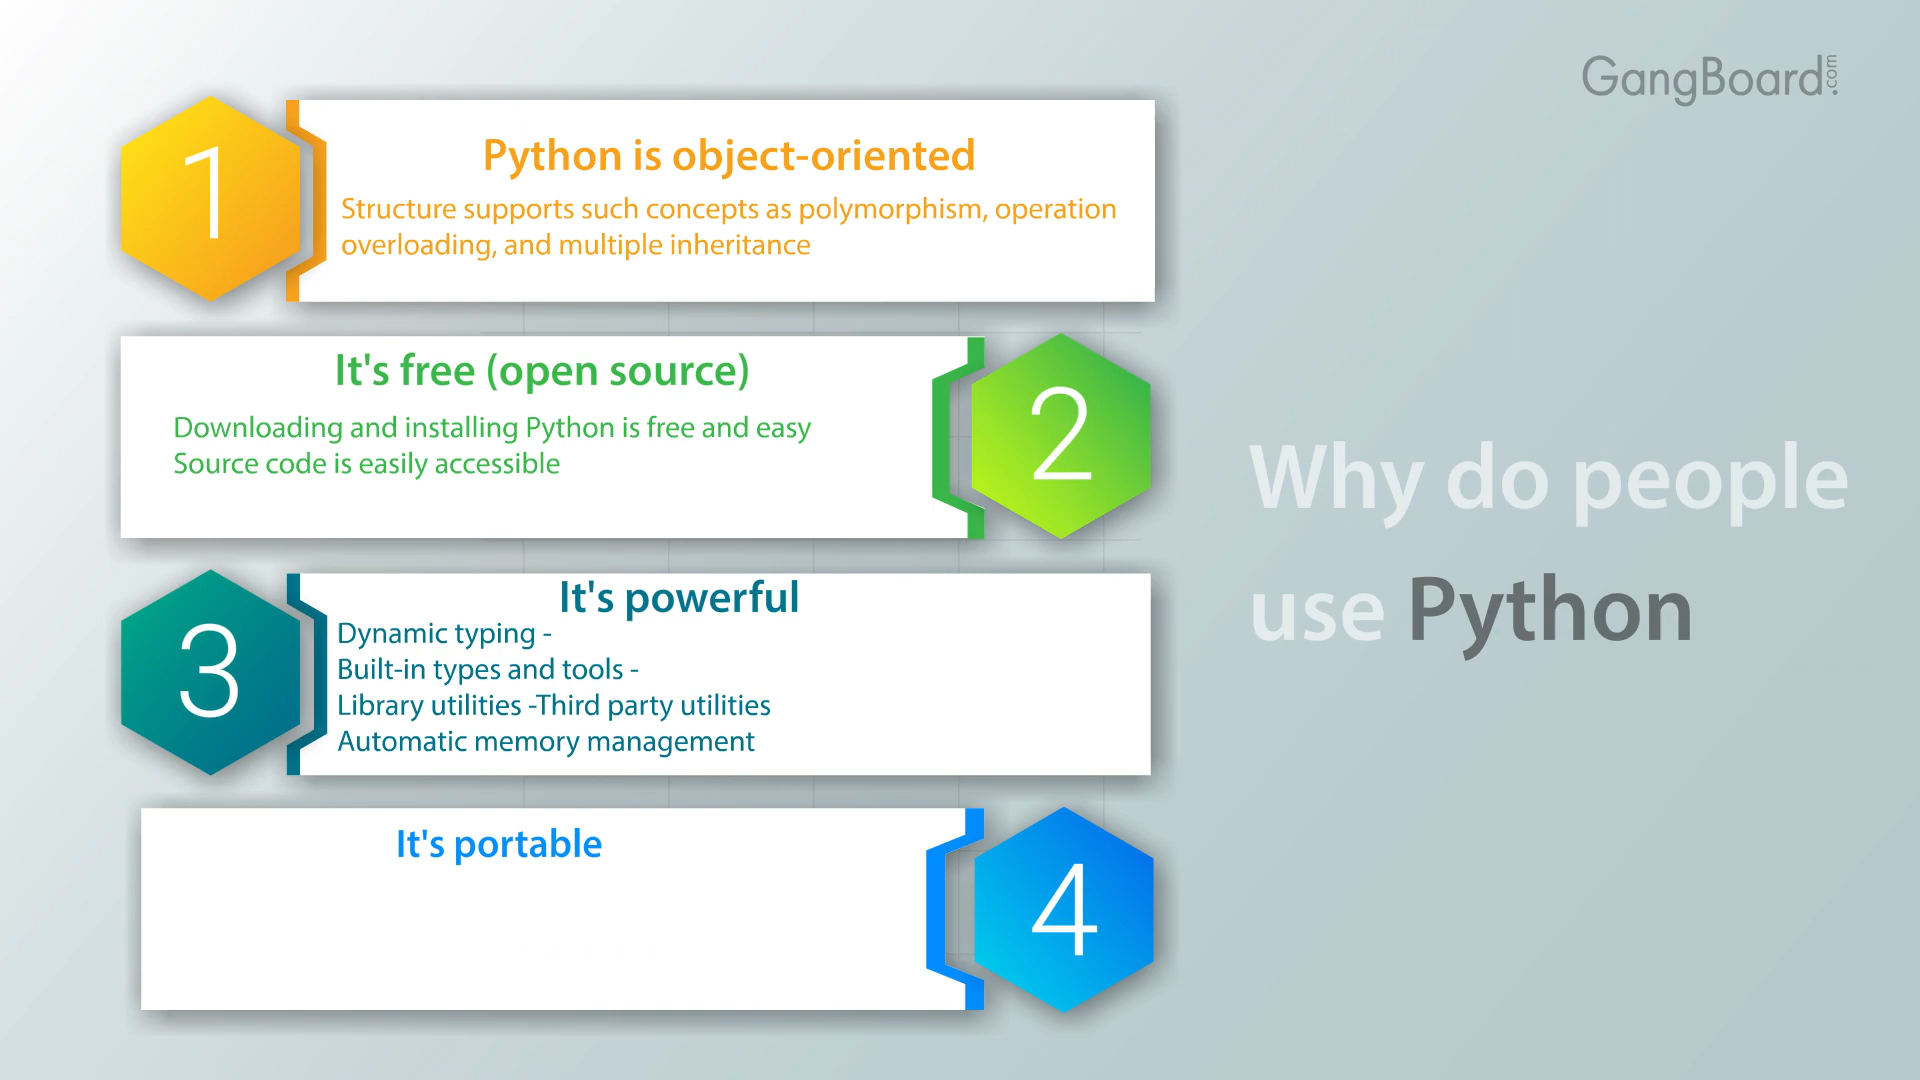 GangBoard.com
1
Python is object-oriented
Structure supports such concepts as polymorphism, operation
overloading, and multiple inheritance
It's free (open source)
Downloading and installing Python is free and easy
Source code is easily accessible
2
3
It's powerful
Dynamic typing -
Built-in types and tools -
Library utilities -Third party utilities
Automatic memory management
It's portable
4
Why do people
use Python